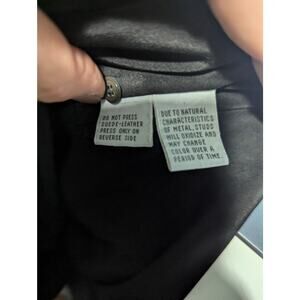 DO NOT PRESS
SUEDE-LEATHER
PRESS ONLY ON
REVERSE SIDE
DUE TO NATURAL
CHARACTERISTICS
OF METAL, STUDS
WILL OXIDIZE AND
MAY CHANGE
COLOR OVER A
PERIOD OF TIME.